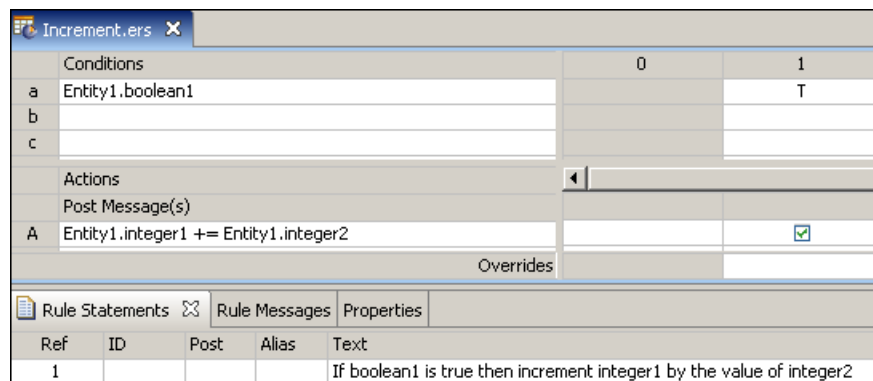 Increment.ers
Conditions 0 1
a Entity1.boolean1 T
b
c
Actions
Post Message(s)
A Entity1.integer1 += Entity1.integer2
Overrides
Rule Statements Rule Messages Properties
Ref ID Post Alias Text
1 If boolean1 is true then increment integer1 by the value of integer2